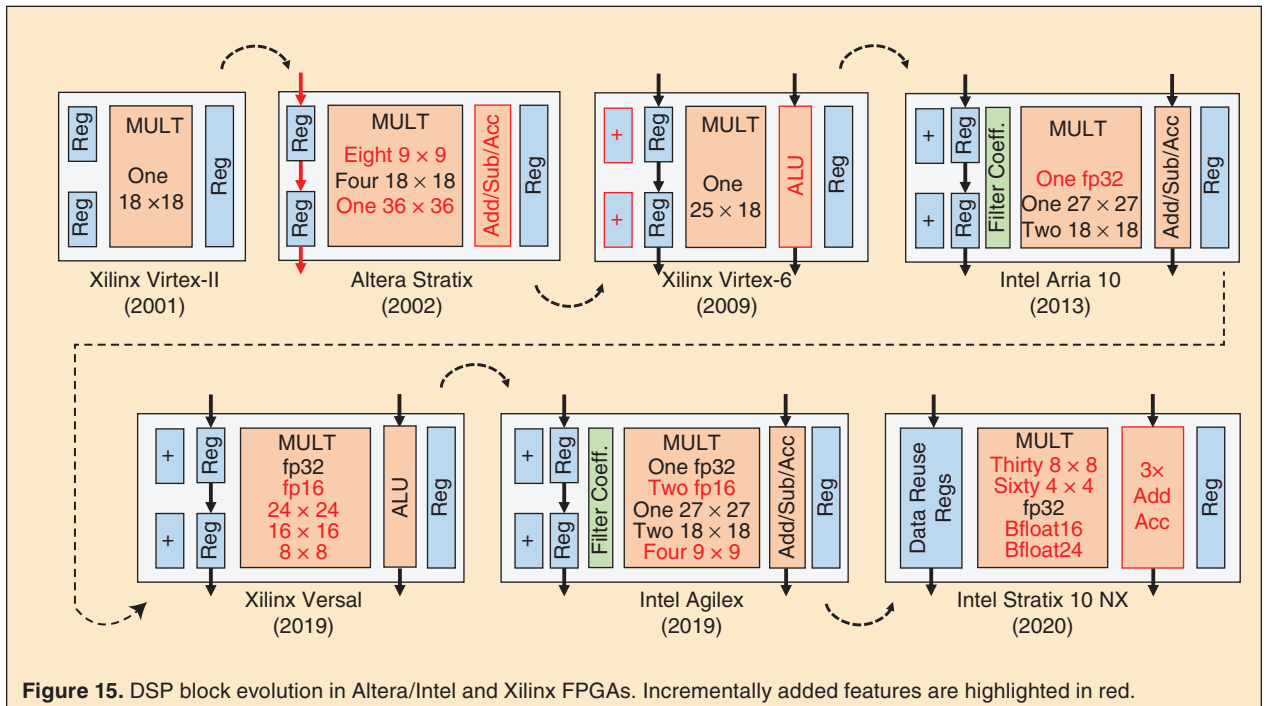 Reg
Reg
MULT
One
18 ×18
Reg
Xilinx Virtex-II
(2001)
Reg
Reg
MULT
Eight 9 × 9
Four 18 × 18
One 36 × 36
Add/Sub/Acc
Reg
Altera Stratix
(2002)
+
+
Reg
Reg
MULT
One
25 × 18
ALU
Reg
Xilinx Virtex-6
(2009)
+
+
Reg
Reg
Filter Coeff.
MULT
One fp32
One 27 × 27
Two 18 × 18
Add/Sub/Acc
Reg
Intel Arria 10
(2013)
+
+
Reg
Reg
MULT
fp32
fp16
24 × 24
16 × 16
8 × 8
ALU
Reg
Xilinx Versal
(2019)
+
+
Reg
Reg
Filter Coeff.
MULT
One fp32
Two fp16
One 27 × 27
Two 18 × 18
Four 9 × 9
Add/Sub/Acc
Reg
Intel Agilex
(2019)
Data Reuse
Regs
MULT
Thirty 8 × 8
Sixty 4 × 4
fp32
Bfloat16
Bfloat24
3×
Add
Acc
Reg
Intel Stratix 10 NX
(2020)
Figure 15. DSP block evolution in Altera/Intel and Xilinx FPGAs. Incrementally added features are highlighted in red.